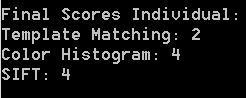 Final Scores Individual:
Template Matching: 2
Color Histogram: 4
SIFT: 4